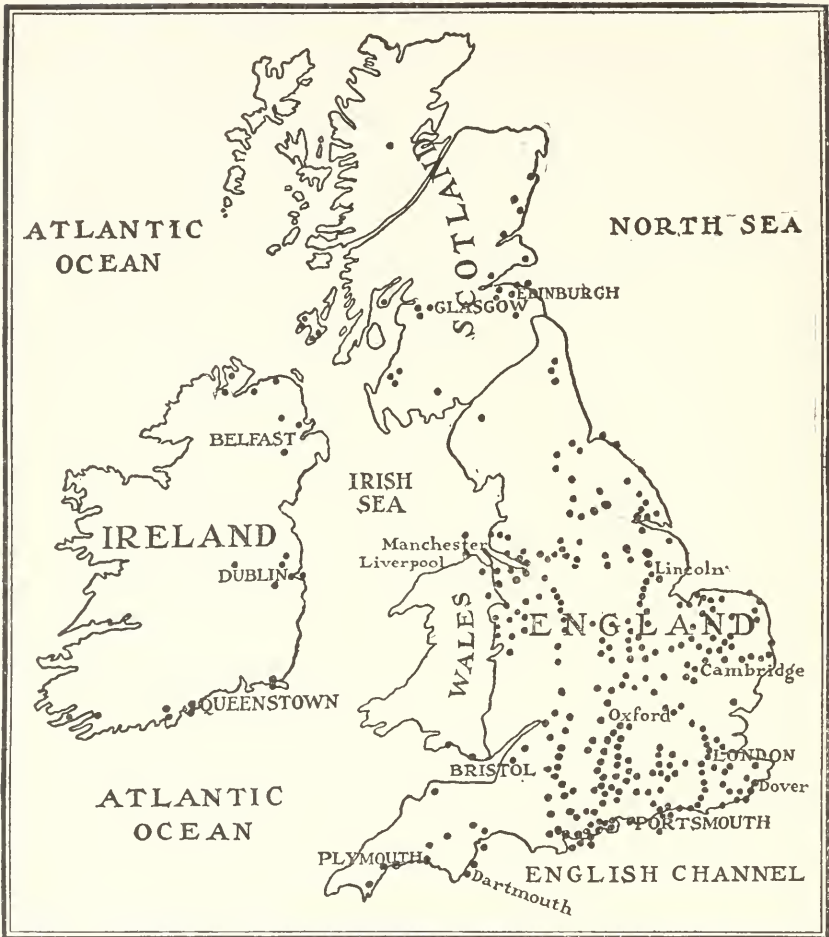 ATLANTIC
OCEAN
NORTH SEA
SCOTLAND
GLASGOW
EDINBURGH
BELFAST
IRISH
SEA
IRELAND
Manchester
Liverpool
DUBLIN
Lincoln
WALES
ENGLAND
Cambridge
QUEENSTOWN
Oxford
LONDON
BRISTOL
Dover
ATLANTIC
OCEAN
PORTSMOUTH
PLYMOUTH
Dartmouth
ENGLISH CHANNEL